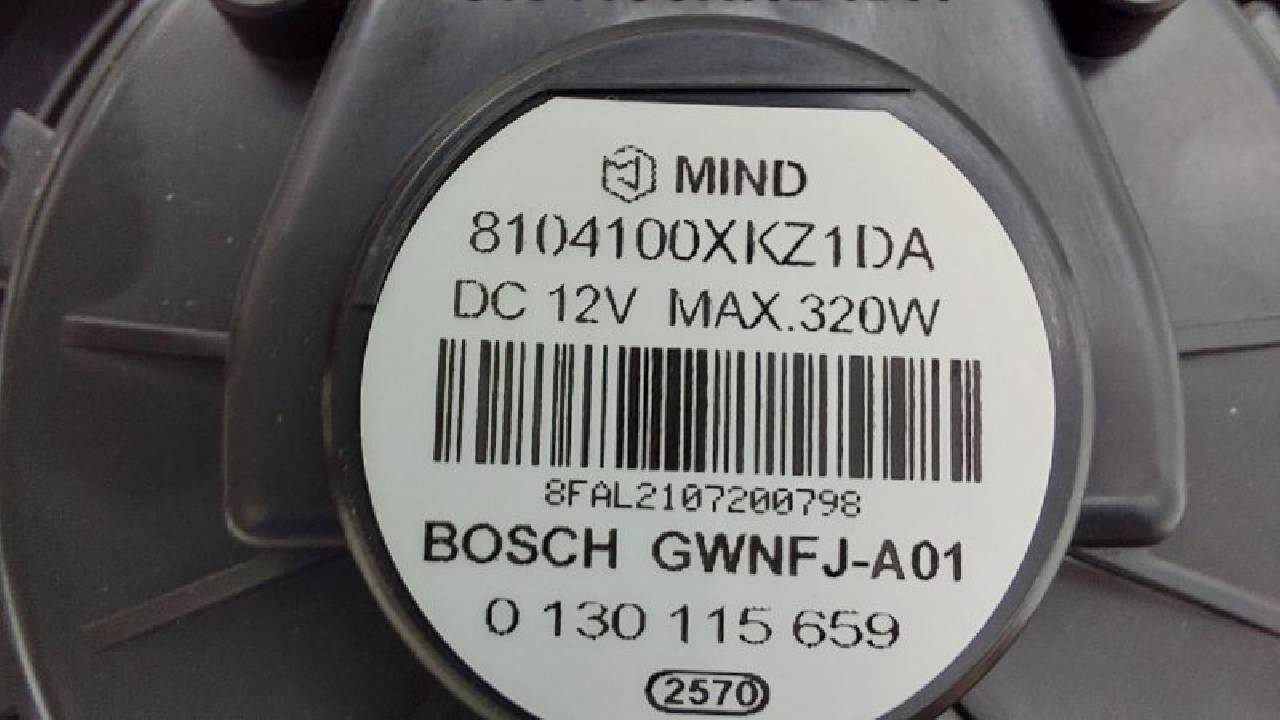 MIND
8104100XKZ1DA
DC 12V MAX.320W
8FAL2107200798
BOSCH GWNFJ-A01
0 130 115 659
2570